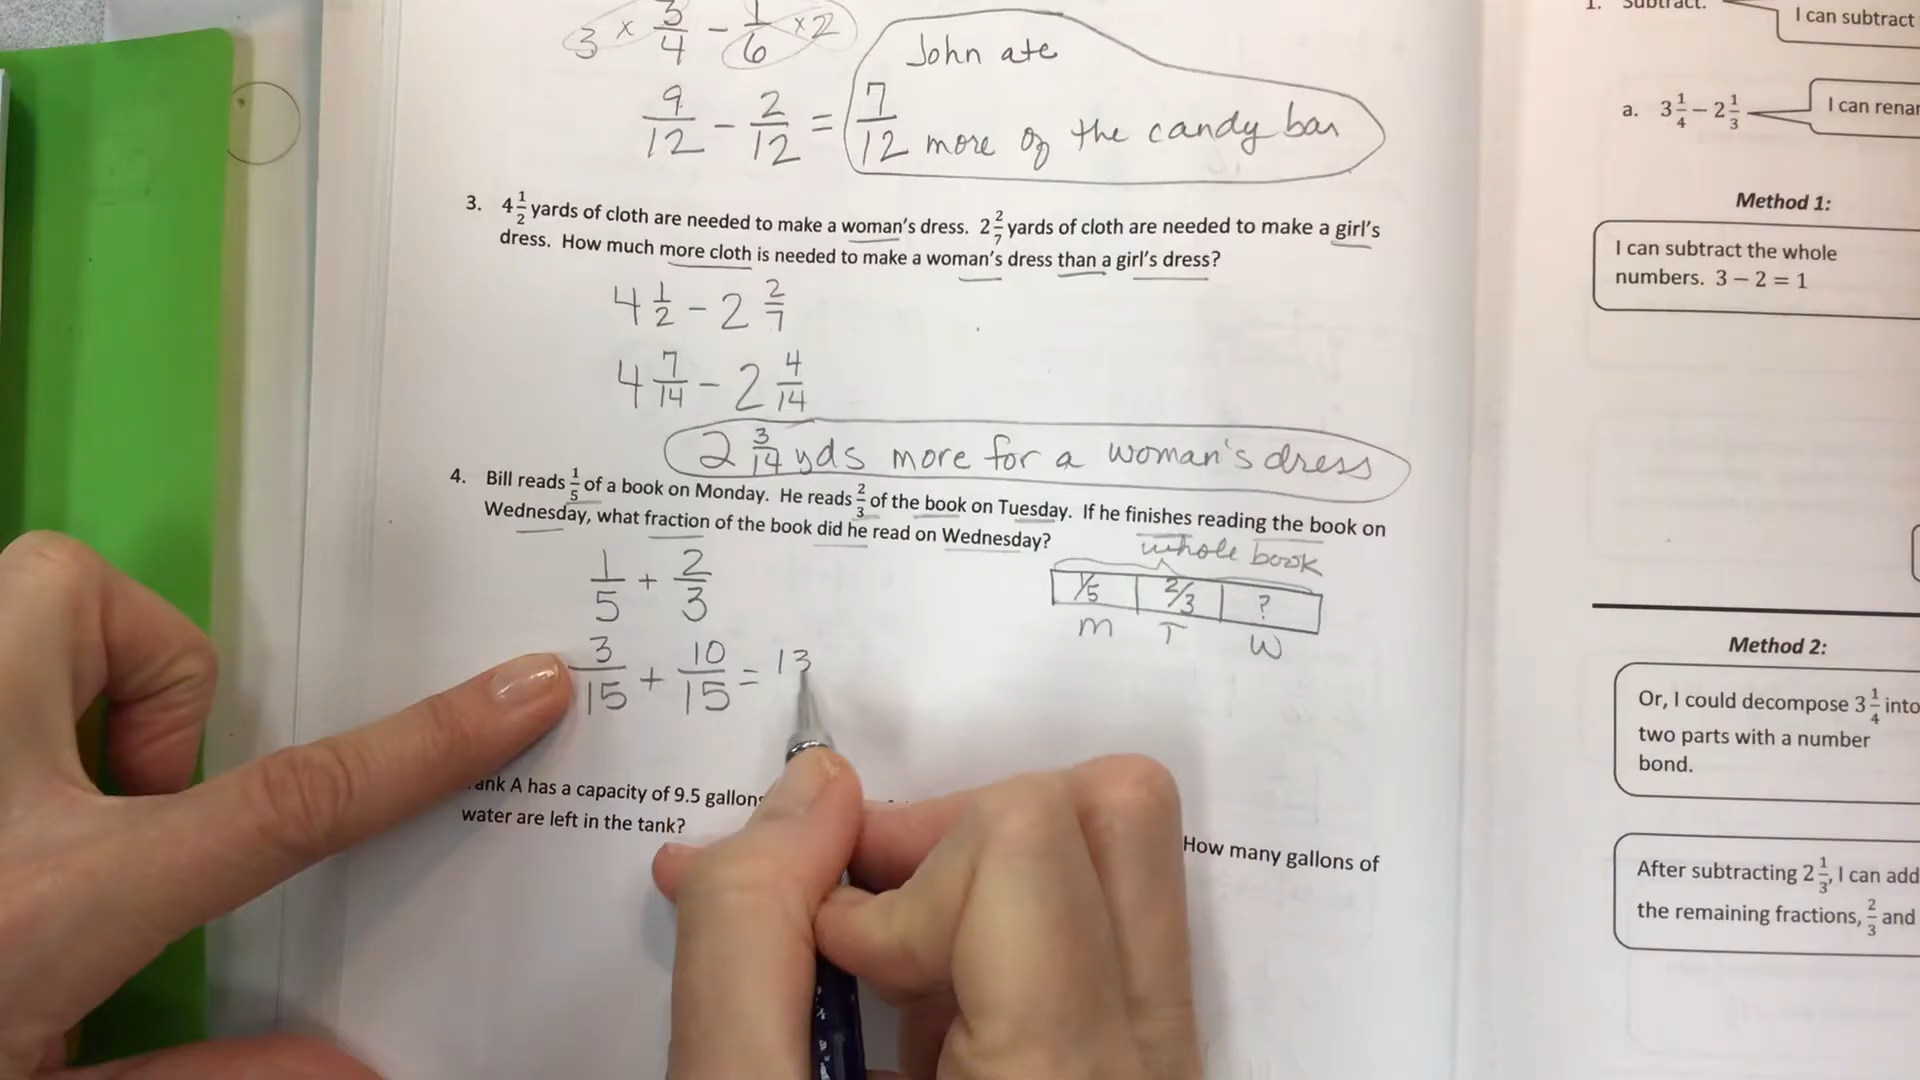 3 × 3/4 - 1/6 × 2
John ate
9/12 - 2/12 = 7/12 more of the candy bar
3. 4 1/2 yards of cloth are needed to make a woman's dress. 2 2/7 yards of cloth are needed to make a girl's
dress. How much more cloth is needed to make a woman's dress than a girl's dress?
4 1/2 - 2 2/7
4 7/14 - 2 4/14
2 3/14 yds more for a woman's dress
4. Bill reads 1/5 of a book on Monday. He reads 2/3 of the book on Tuesday. If he finishes reading the book on
Wednesday, what fraction of the book did he read on Wednesday?
whole book
1/5 2/3 ?
M T W
1/5 + 2/3
3/15 + 10/15 = 13
ank A has a capacity of 9.5 gallons
How many gallons of
water are left in the tank?
1. Subtract.
I can subtract
a. 3 1/4 - 2 1/3
I can renam
Method 1:
I can subtract the whole
numbers. 3 - 2 = 1
Method 2:
Or, I could decompose 3 1/4 into
two parts with a number
bond.
After subtracting 2 1/3, I can add
the remaining fractions, 2/3 and